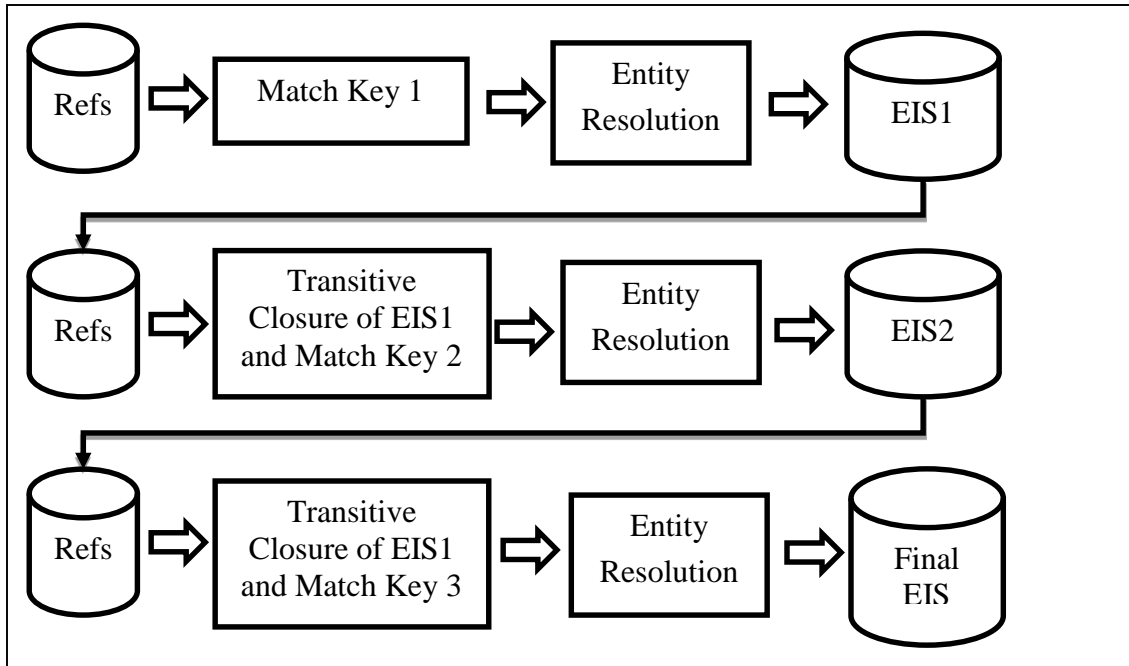 Refs
Match Key 1
Entity
Resolution
EIS1
Refs
Transitive
Closure of EIS1
and Match Key 2
Entity
Resolution
EIS2
Refs
Transitive
Closure of EIS1
and Match Key 3
Entity
Resolution
Final
EIS